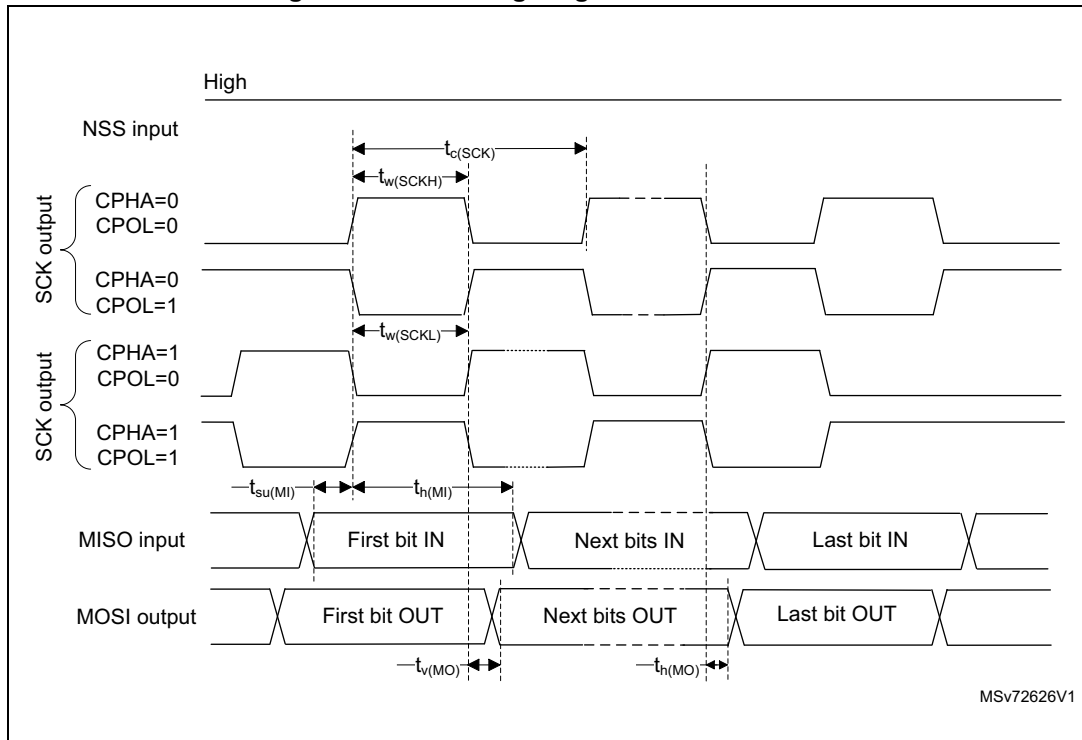 High
NSS input
tc(SCK)
tw(SCKH)
SCK output
CPHA=0
CPOL=0
CPHA=0
CPOL=1
tw(SCKL)
SCK output
CPHA=1
CPOL=0
CPHA=1
CPOL=1
tsu(MI)
th(MI)
MISO input
First bit IN
Next bits IN
Last bit IN
MOSI output
First bit OUT
Next bits OUT
Last bit OUT
tv(MO)
th(MO)
MSv72626V1